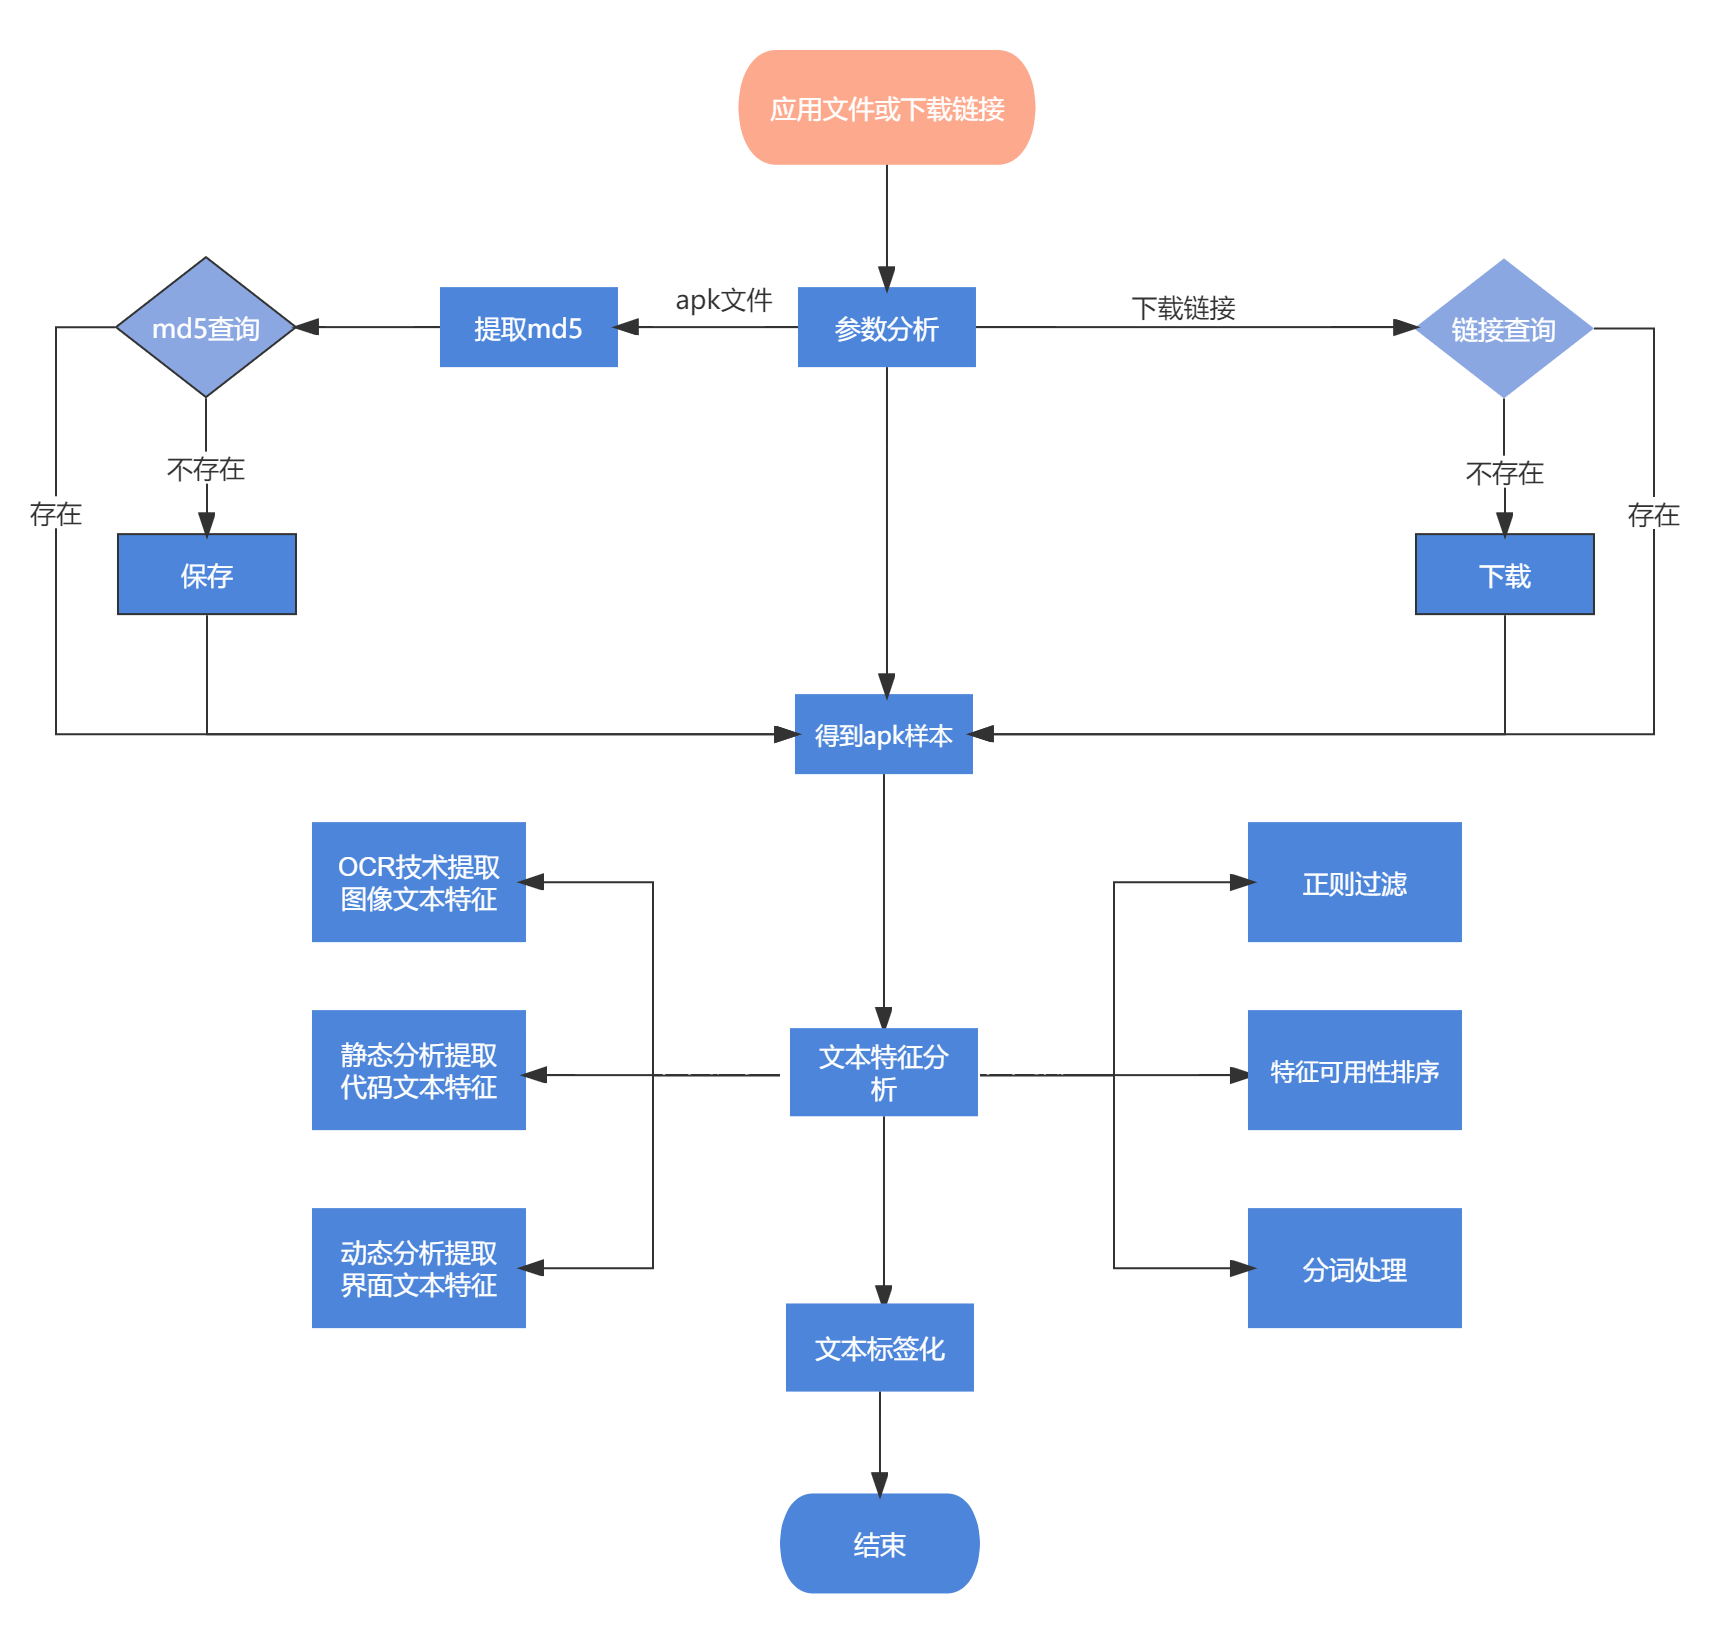 应用文件或下载链接
md5查询
提取md5
apk文件
参数分析
下载链接
链接查询
不存在
不存在
存在
存在
保存
下载
得到apk样本
OCR技术提取
图像文本特征
正则过滤
静态分析提取
代码文本特征
文本特征分
析
特征可用性排序
动态分析提取
界面文本特征
分词处理
文本标签化
结束